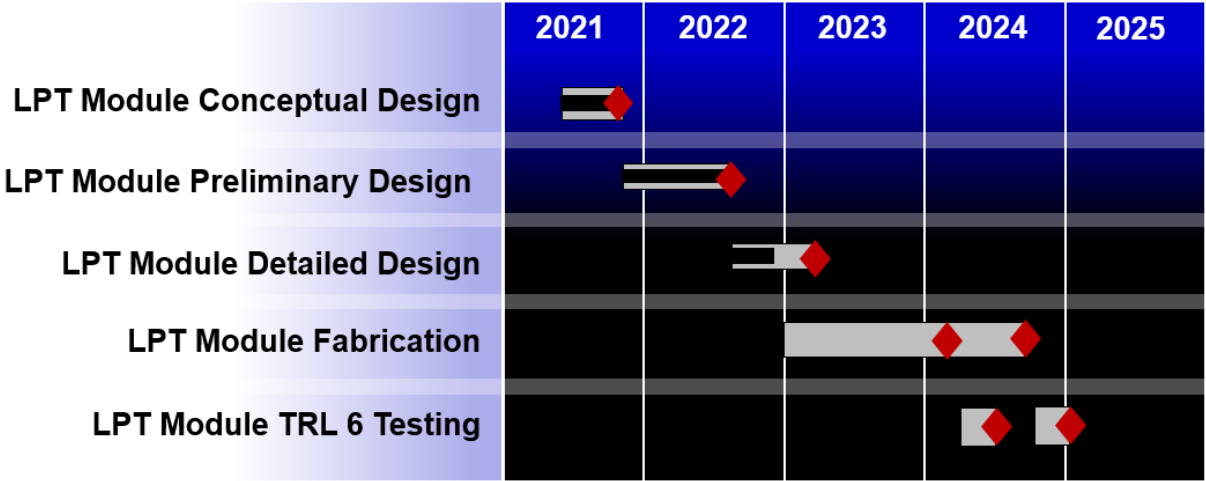 2021 2022 2023 2024 2025
LPT Module Conceptual Design
LPT Module Preliminary Design
LPT Module Detailed Design
LPT Module Fabrication
LPT Module TRL 6 Testing